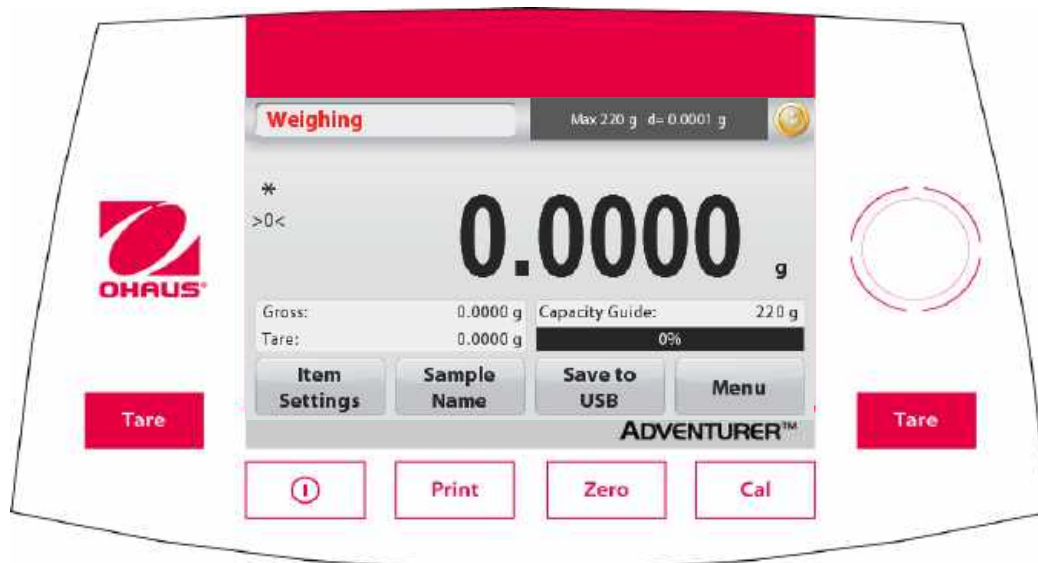 Weighing
Max 220 g d= 0.0001 g
*
>0<
0.0000 g
OHAUS®
Gross: 0.0000 g
Capacity Guide: 220 g
Tare: 0.0000 g
0%
Item Settings
Sample Name
Save to USB
Menu
Tare
ADVENTURER™
Tare
Print
Zero
Cal